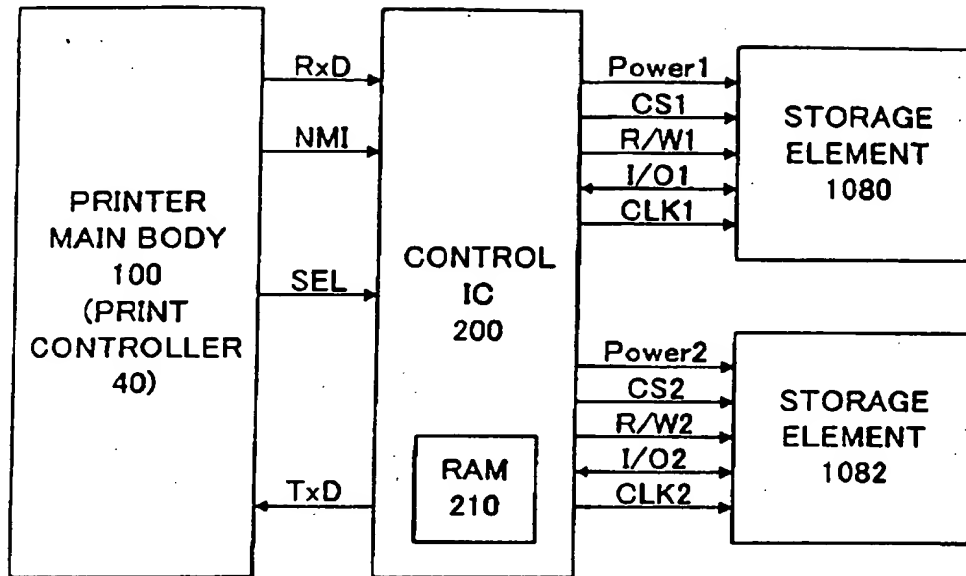 PRINTER
MAIN BODY
100
(PRINT
CONTROLLER
40)
RxD
NMI
SEL
TxD
CONTROL
IC
200
RAM
210
Power1
CS1
R/W1
I/O1
CLK1
STORAGE
ELEMENT
1080
Power2
CS2
R/W2
I/O2
CLK2
STORAGE
ELEMENT
1082